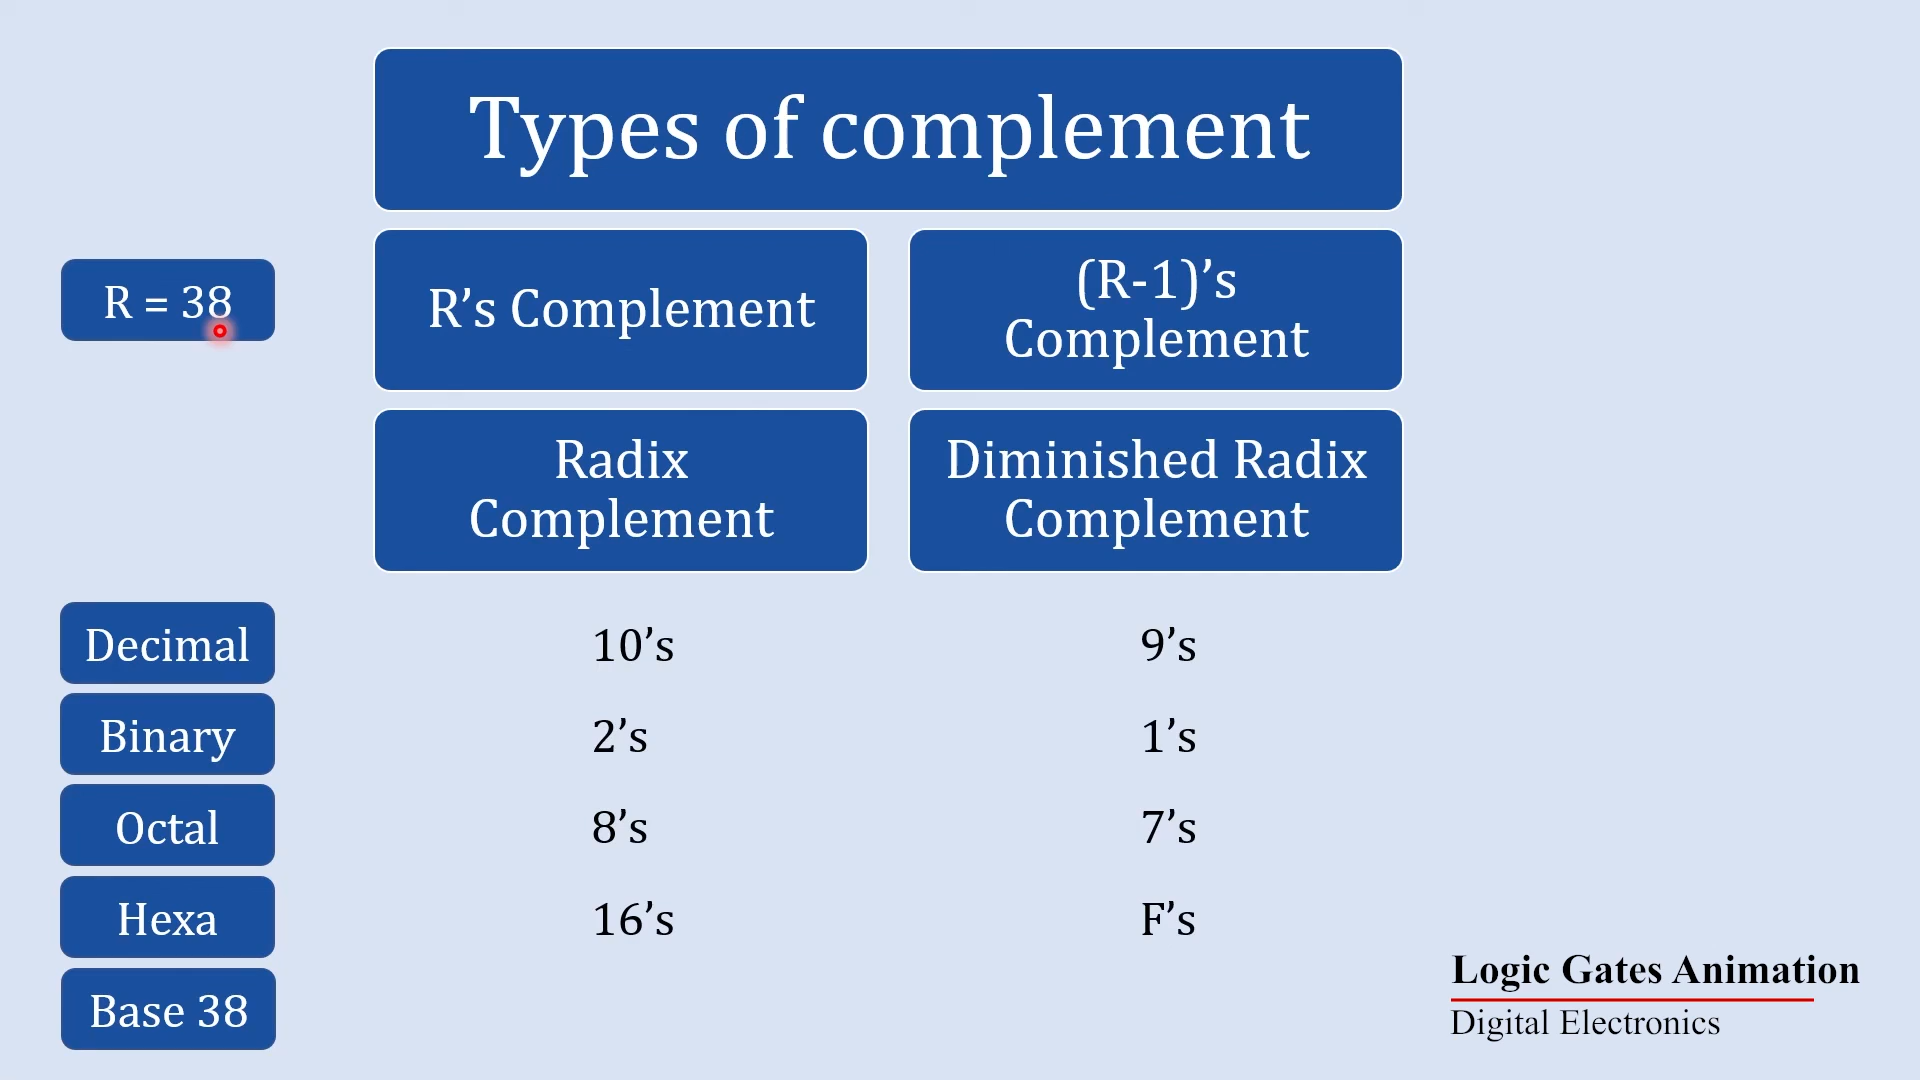 Types of complement
R = 38
R’s Complement
(R-1)’s
Complement
Radix
Complement
Diminished Radix
Complement
Decimal 10’s 9’s
Binary 2’s 1’s
Octal 8’s 7’s
Hexa 16’s F’s
Base 38
Logic Gates Animation
Digital Electronics